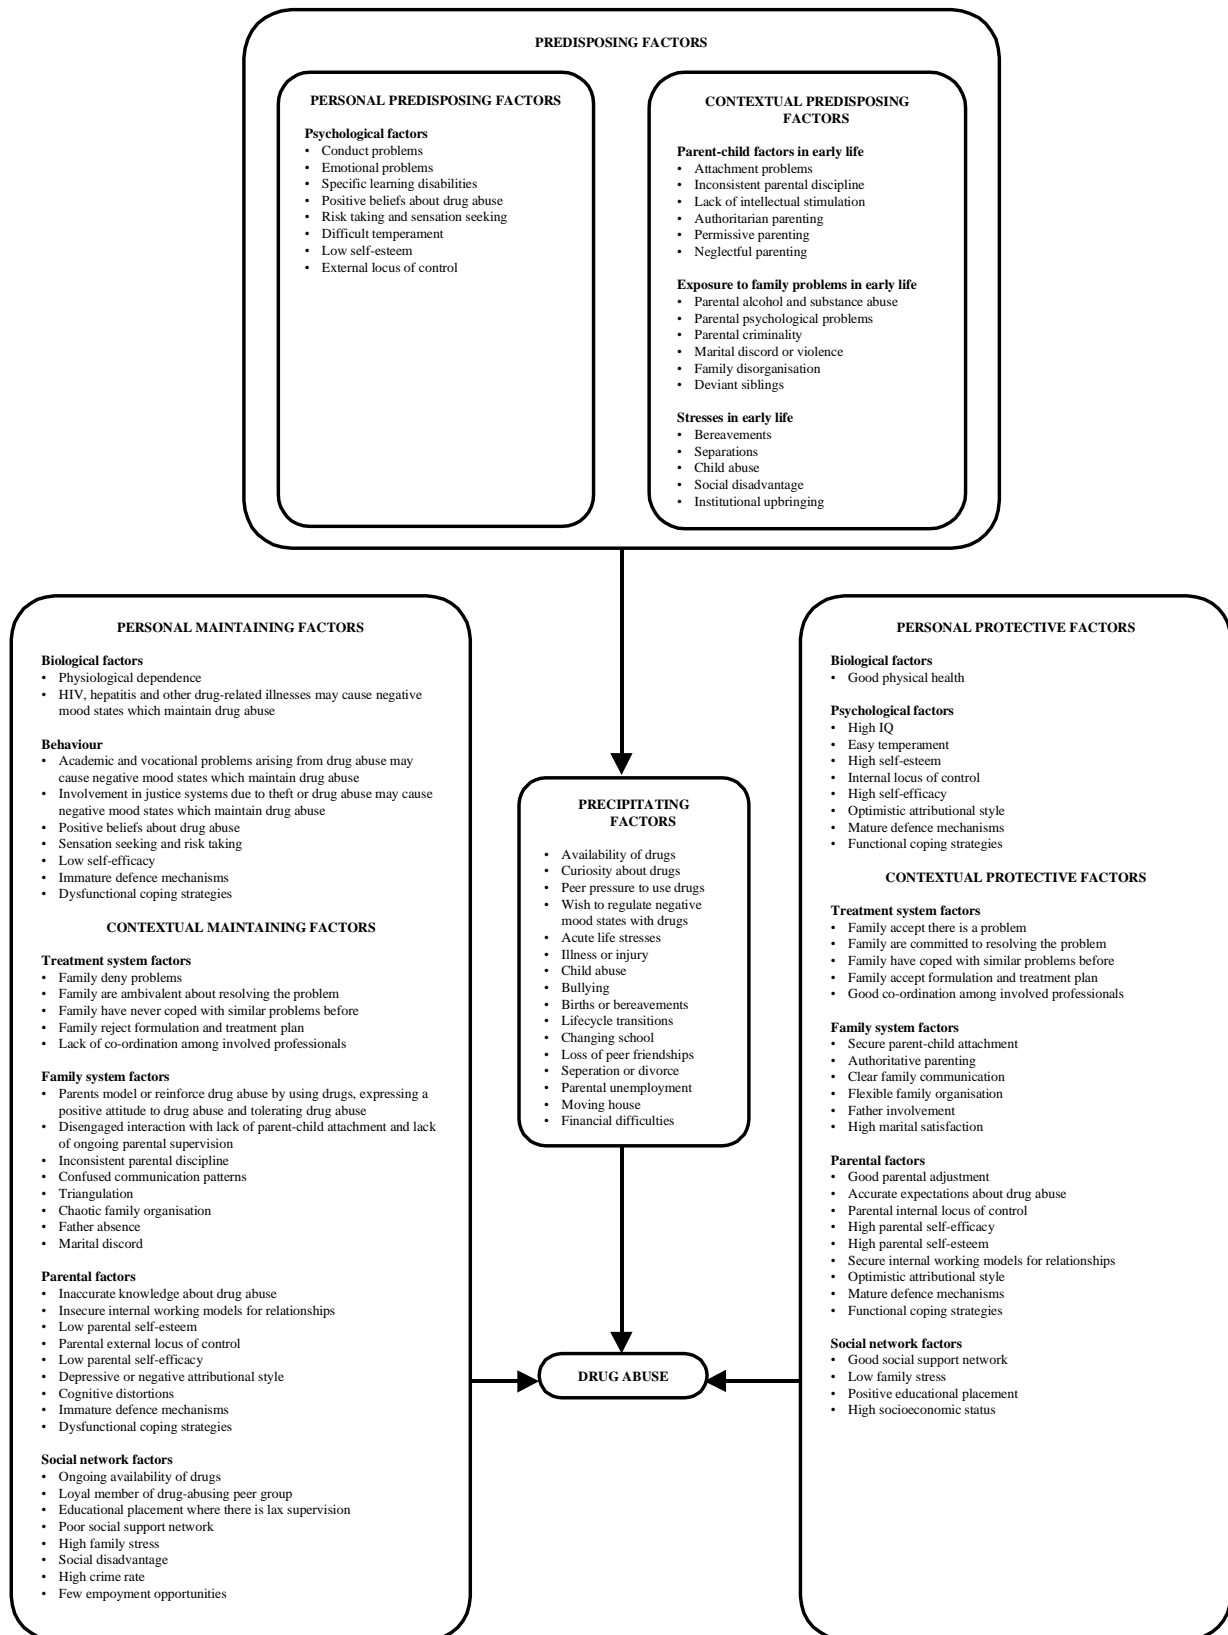 PREDISPOSING FACTORS
PERSONAL PREDISPOSING FACTORS
Psychological factors
• Conduct problems
• Emotional problems
• Specific learning disabilities
• Positive beliefs about drug abuse
• Risk taking and sensation seeking
• Difficult temperament
• Low self-esteem
• External locus of control
CONTEXTUAL PREDISPOSING
FACTORS
Parent-child factors in early life
• Attachment problems
• Inconsistent parental discipline
• Lack of intellectual stimulation
• Authoritarian parenting
• Permissive parenting
• Neglectful parenting
Exposure to family problems in early life
• Parental alcohol and substance abuse
• Parental psychological problems
• Parental criminality
• Marital discord or violence
• Family disorganisation
• Deviant siblings
Stresses in early life
• Bereavements
• Separations
• Child abuse
• Social disadvantage
• Institutional upbringing
PERSONAL MAINTAINING FACTORS
Biological factors
• Physiological dependence
• HIV, hepatitis and other drug-related illnesses may cause negative
mood states which maintain drug abuse
Behaviour
• Academic and vocational problems arising from drug abuse may
cause negative mood states which maintain drug abuse
• Involvement in justice systems due to theft or drug abuse may cause
negative mood states which maintain drug abuse
• Positive beliefs about drug abuse
• Sensation seeking and risk taking
• Low self-efficacy
• Immature defence mechanisms
• Dysfunctional coping strategies
CONTEXTUAL MAINTAINING FACTORS
Treatment system factors
• Family deny problems
• Family are ambivalent about resolving the problem
• Family have never coped with similar problems before
• Family reject formulation and treatment plan
• Lack of co-ordination among involved professionals
Family system factors
• Parents model or reinforce drug abuse by using drugs, expressing a
positive attitude to drug abuse and tolerating drug abuse
• Disengaged interaction with lack of parent-child attachment and lack
of ongoing parental supervision
• Inconsistent parental discipline
• Confused communication patterns
• Triangulation
• Chaotic family organisation
• Father absence
• Marital discord
Parental factors
• Inaccurate knowledge about drug abuse
• Insecure internal working models for relationships
• Low parental self-esteem
• Parental external locus of control
• Low parental self-efficacy
• Depressive or negative attributional style
• Cognitive distortions
• Immature defence mechanisms
• Dysfunctional coping strategies
Social network factors
• Ongoing availability of drugs
• Loyal member of drug-abusing peer group
• Educational placement where there is lax supervision
• Poor social support network
• High family stress
• Social disadvantage
• High crime rate
• Few empoyment opportunities
PRECIPITATING
FACTORS
• Availability of drugs
• Curiosity about drugs
• Peer pressure to use drugs
• Wish to regulate negative
mood states with drugs
• Acute life stresses
• Illness or injury
• Child abuse
• Bullying
• Births or bereavements
• Lifecycle transitions
• Changing school
• Loss of peer friendships
• Seperation or divorce
• Parental unemployment
• Moving house
• Financial difficulties
DRUG ABUSE
PERSONAL PROTECTIVE FACTORS
Biological factors
• Good physical health
Psychological factors
• High IQ
• Easy temperament
• High self-esteem
• Internal locus of control
• High self-efficacy
• Optimistic attributional style
• Mature defence mechanisms
• Functional coping strategies
CONTEXTUAL PROTECTIVE FACTORS
Treatment system factors
• Family accept there is a problem
• Family are committed to resolving the problem
• Family have coped with similar problems before
• Family accept formulation and treatment plan
• Good co-ordination among involved professionals
Family system factors
• Secure parent-child attachment
• Authoritative parenting
• Clear family communication
• Flexible family organisation
• Father involvement
• High marital satisfaction
Parental factors
• Good parental adjustment
• Accurate expectations about drug abuse
• Parental internal locus of control
• High parental self-efficacy
• High parental self-esteem
• Secure internal working models for relationships
• Optimistic attributional style
• Mature defence mechanisms
• Functional coping strategies
Social network factors
• Good social support network
• Low family stress
• Positive educational placement
• High socioeconomic status